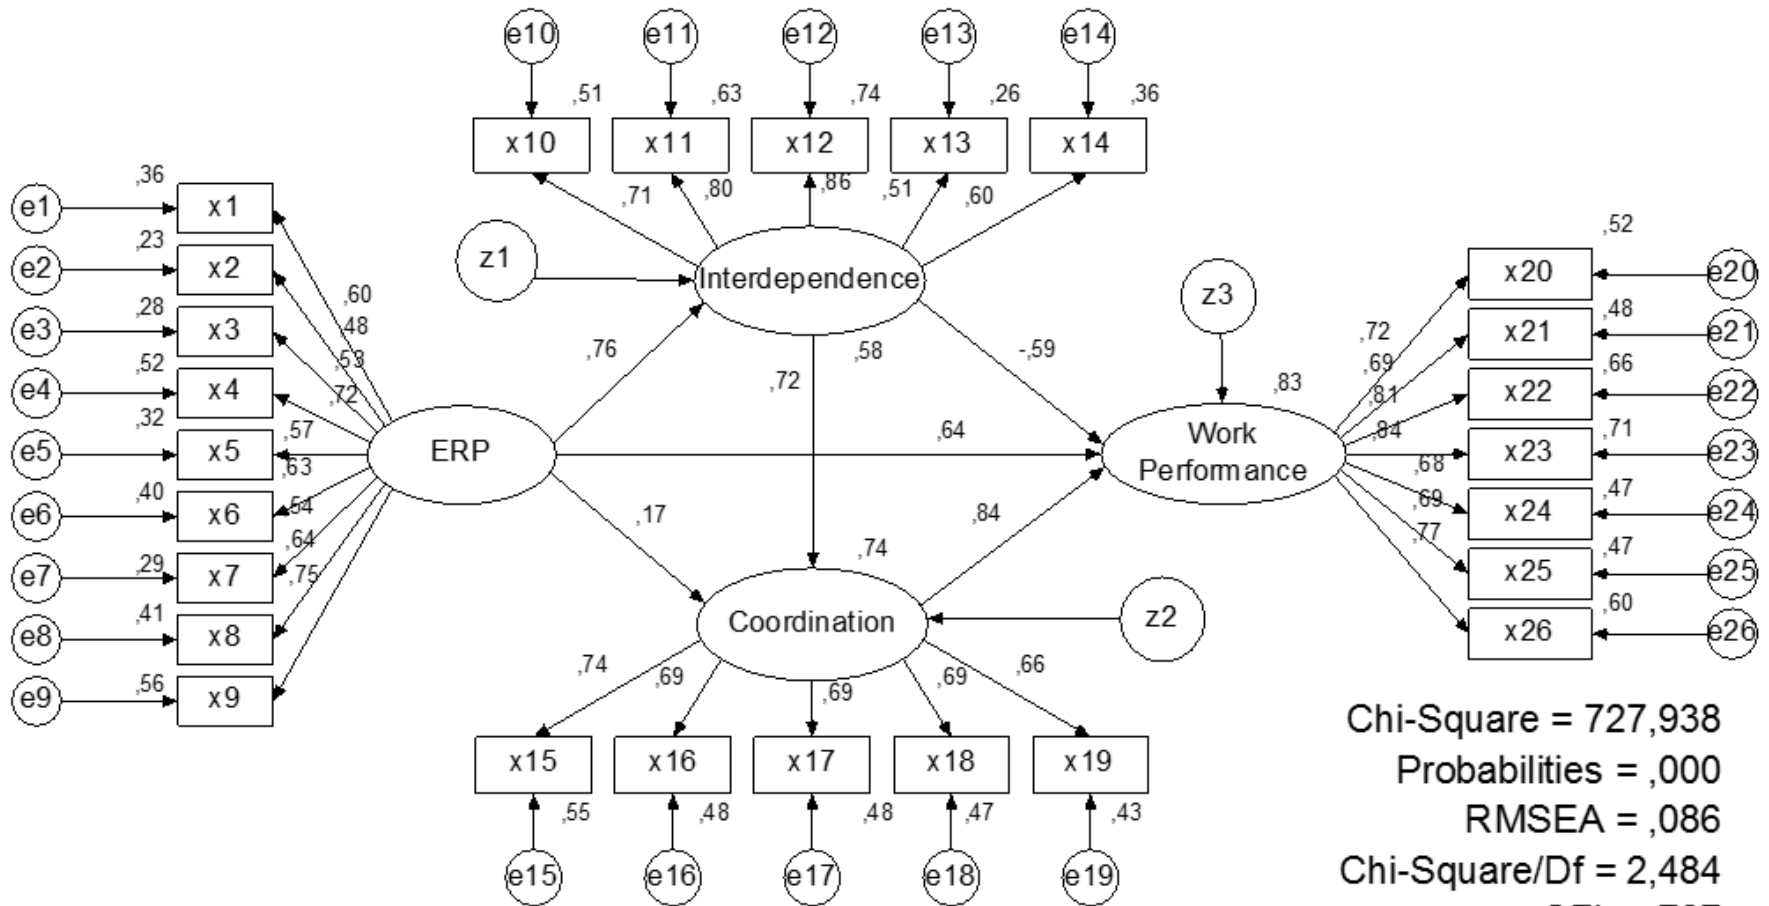 e10 e11 e12 e13 e14
,51 ,63 ,74 ,26 ,36
x10 x11 x12 x13 x14
,71 ,80 ,86 ,51 ,60
e1 ,36 x1
e2 ,23 x2
e3 ,28 x3
e4 ,52 x4
e5 ,32 x5
e6 ,40 x6
e7 ,29 x7
e8 ,41 x8
e9 ,56 x9
,60
,48
,53
,72
,57
,63
,54
,64
,75
ERP
z1
Interdependence
,58
,76
,72
-,59
,64
,17
,84
z3
,83
Work
Performance
,74
Coordination
z2
,74 ,69 ,69 ,69 ,66
x15 x16 x17 x18 x19
,55 ,48 ,48 ,47 ,43
e15 e16 e17 e18 e19
,72
,69
,81
,84
,68
,69
,77
x20 ,52 e20
x21 ,48 e21
x22 ,66 e22
x23 ,71 e23
x24 ,47 e24
x25 ,47 e25
x26 ,60 e26
Chi-Square = 727,938
Probabilities = ,000
RMSEA = ,086
Chi-Square/Df = 2,484